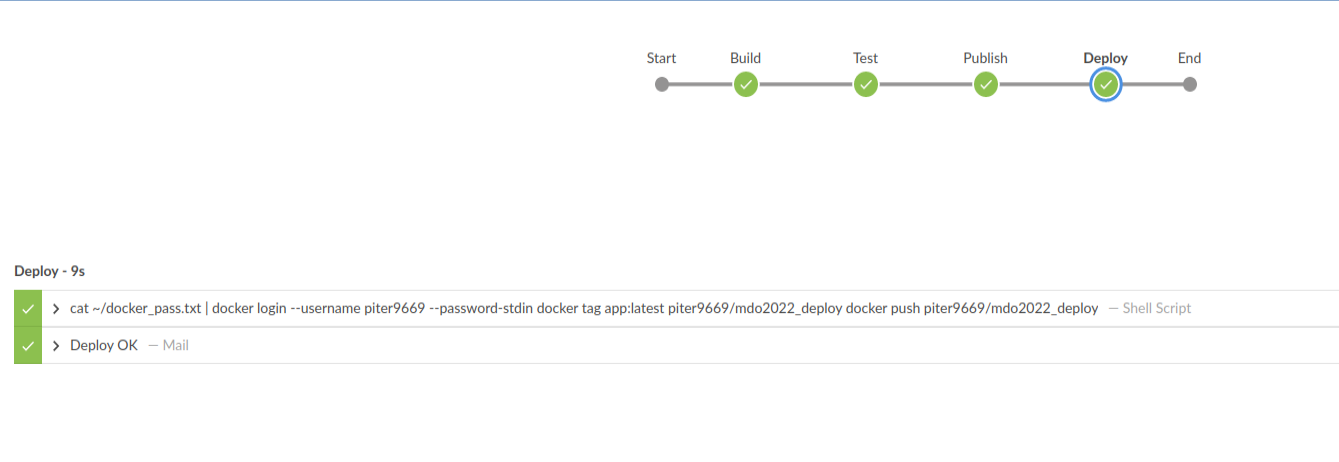 Start Build Test Publish Deploy End
Deploy - 9s
cat ~/docker_pass.txt | docker login --username piter9669 --password-stdin docker tag app:latest piter9669/mdo2022_deploy docker push piter9669/mdo2022_deploy — Shell Script
Deploy OK — Mail